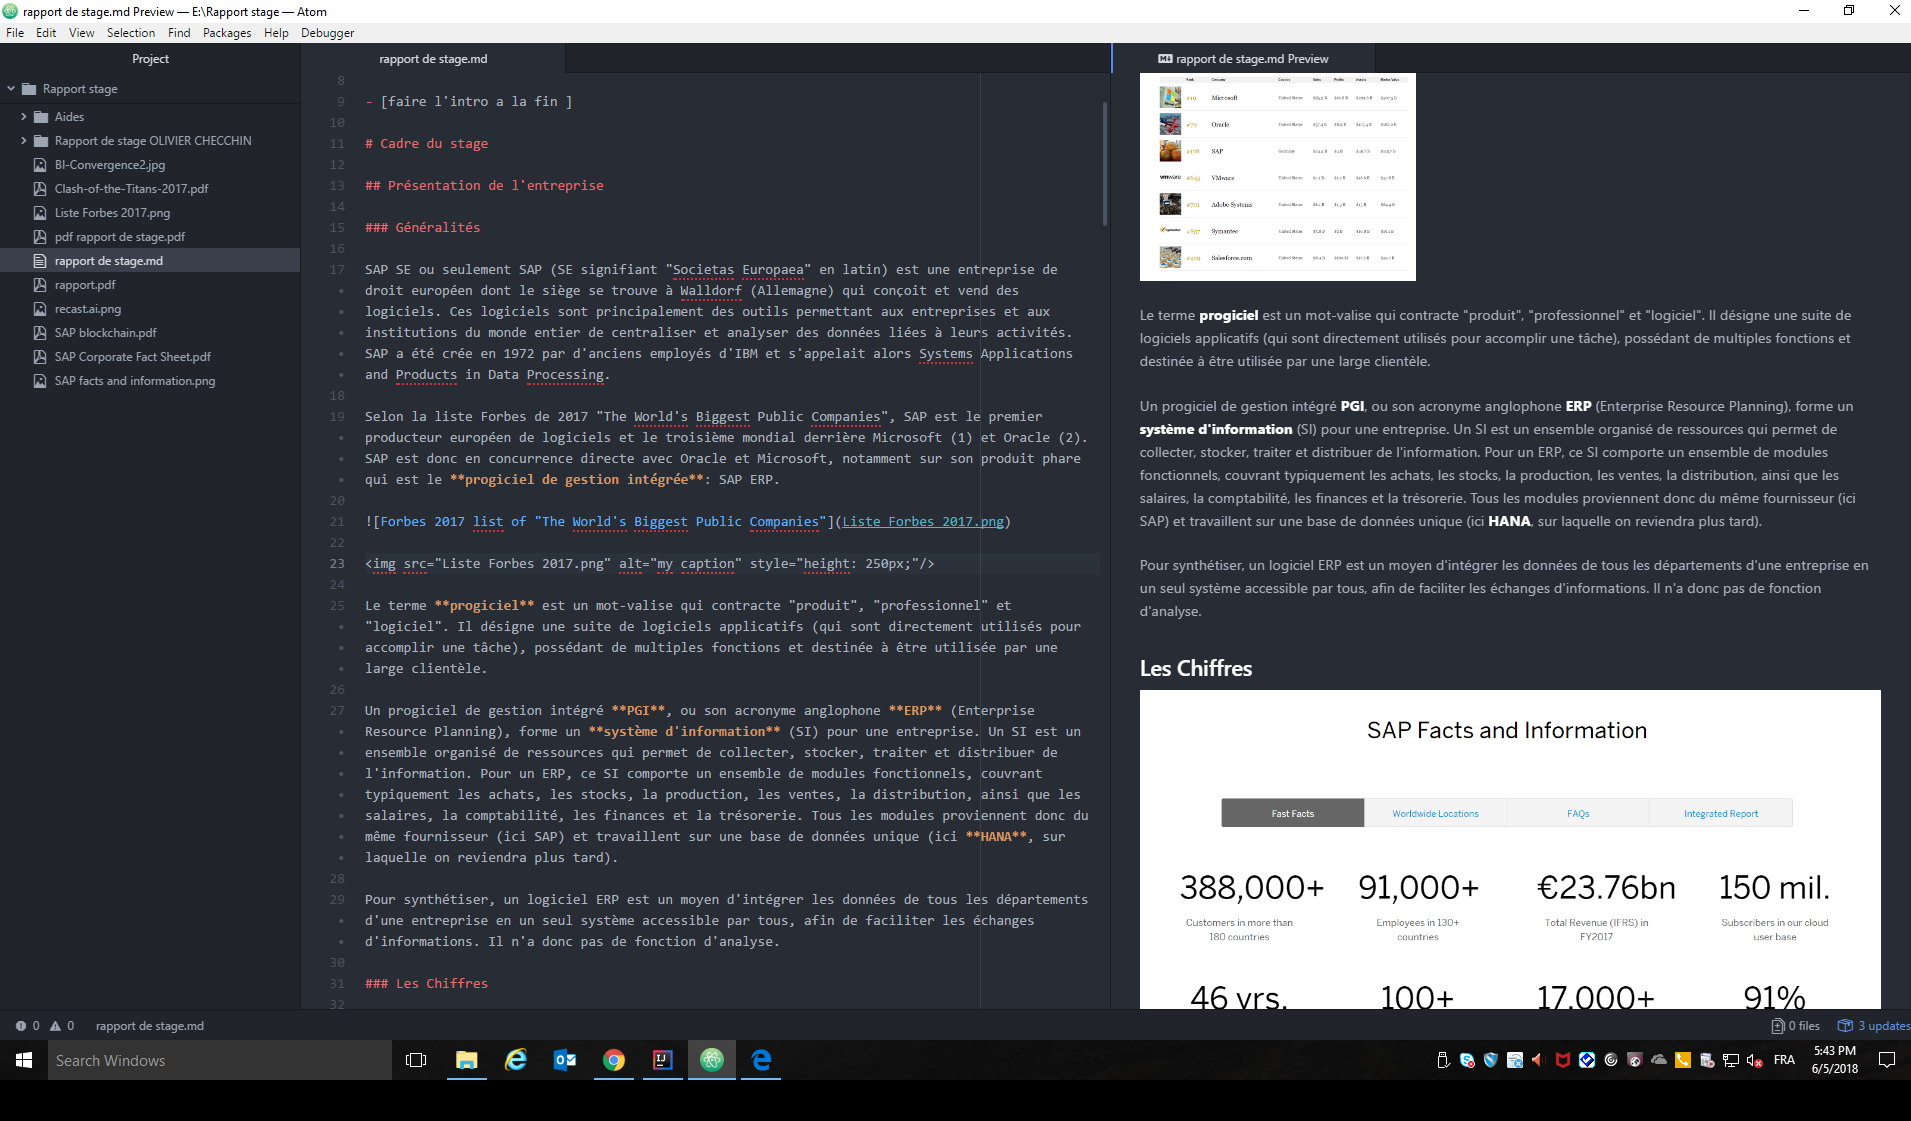 rapport de stage.md Preview — E:\Rapport stage — Atom
File Edit View Selection Find Packages Help Debugger
Project
Rapport stage
Aides
Rapport de stage OLIVIER CHECCHIN
BI-Convergence2.jpg
Clash-of-the-Titans-2017.pdf
Liste Forbes 2017.png
pdf rapport de stage.pdf
rapport de stage.md
rapport.pdf
recast.ai.png
SAP blockchain.pdf
SAP Corporate Fact Sheet.pdf
SAP facts and information.png
rapport de stage.md
8
9 - [faire l'intro a la fin ]
10
11 # Cadre du stage
12
13 ## Présentation de l'entreprise
14
15 ### Généralités
16
17 SAP SE ou seulement SAP (SE signifiant "Societas Europaea" en latin) est une entreprise de
droit européen dont le siège se trouve à Walldorf (Allemagne) qui conçoit et vend des
logiciels. Ces logiciels sont principalement des outils permettant aux entreprises et aux
institutions du monde entier de centraliser et analyser des données liées à leurs activités.
SAP a été crée en 1972 par d'anciens employés d'IBM et s'appelait alors Systems Applications
and Products in Data Processing.
18
19 Selon la liste Forbes de 2017 "The World's Biggest Public Companies", SAP est le premier
producteur européen de logiciels et le troisième mondial derrière Microsoft (1) et Oracle (2).
SAP est donc en concurrence directe avec Oracle et Microsoft, notamment sur son produit phare
qui est le **progiciel de gestion intégrée**: SAP ERP.
20
21 ![Forbes 2017 list of "The World's Biggest Public Companies"](Liste Forbes 2017.png)
22
23 <img src="Liste Forbes 2017.png" alt="my caption" style="height: 250px;"/>
24
25 Le terme **progiciel** est un mot-valise qui contracte "produit", "professionnel" et
"logiciel". Il désigne une suite de logiciels applicatifs (qui sont directement utilisés pour
accomplir une tâche), possédant de multiples fonctions et destinée à être utilisée par une
large clientèle.
26
27 Un progiciel de gestion intégré **PGI**, ou son acronyme anglophone **ERP** (Enterprise
Resource Planning), forme un **système d'information** (SI) pour une entreprise. Un SI est un
ensemble organisé de ressources qui permet de collecter, stocker, traiter et distribuer de
l'information. Pour un ERP, ce SI comporte un ensemble de modules fonctionnels, couvrant
typiquement les achats, les stocks, la production, les ventes, la distribution, ainsi que les
salaires, la comptabilité, les finances et la trésorerie. Tous les modules proviennent donc du
même fournisseur (ici SAP) et travaillent sur une base de données unique (ici **HANA**, sur
laquelle on reviendra plus tard).
28
29 Pour synthétiser, un logiciel ERP est un moyen d'intégrer les données de tous les départements
d'une entreprise en un seul système accessible par tous, afin de faciliter les échanges
d'informations. Il n'a donc pas de fonction d'analyse.
30
31 ### Les Chiffres
32
rapport de stage.md Preview
Rank Company Country Sales Profits Assets Market Value
Microsoft United States
Oracle United States
#178 SAP Germany
vmware VMware United States
Adobe Systems United States
Symantec United States
Salesforce.com United States
Le terme progiciel est un mot-valise qui contracte "produit", "professionnel" et "logiciel". Il désigne une suite de
logiciels applicatifs (qui sont directement utilisés pour accomplir une tâche), possédant de multiples fonctions et
destinée à être utilisée par une large clientèle.
Un progiciel de gestion intégré PGI, ou son acronyme anglophone ERP (Enterprise Resource Planning), forme un
système d'information (SI) pour une entreprise. Un SI est un ensemble organisé de ressources qui permet de
collecter, stocker, traiter et distribuer de l'information. Pour un ERP, ce SI comporte un ensemble de modules
fonctionnels, couvrant typiquement les achats, les stocks, la production, les ventes, la distribution, ainsi que les
salaires, la comptabilité, les finances et la trésorerie. Tous les modules proviennent donc du même fournisseur (ici
SAP) et travaillent sur une base de données unique (ici HANA, sur laquelle on reviendra plus tard).
Pour synthétiser, un logiciel ERP est un moyen d'intégrer les données de tous les départements d'une entreprise en
un seul système accessible par tous, afin de faciliter les échanges d'informations. Il n'a donc pas de fonction
d'analyse.
Les Chiffres
SAP Facts and Information
Fast Facts Worldwide Locations FAQs Integrated Report
388,000+ 91,000+ €23.76bn 150 mil.
Customers in more than Employees in 130+ Total Revenue (IFRS) in Subscribers in our cloud
180 countries countries FY2017 user base
46 yrs. 100+ 17,000+ 91%
0 0 rapport de stage.md
0 files 3 updates
Search Windows
FRA
5:43 PM
6/5/2018